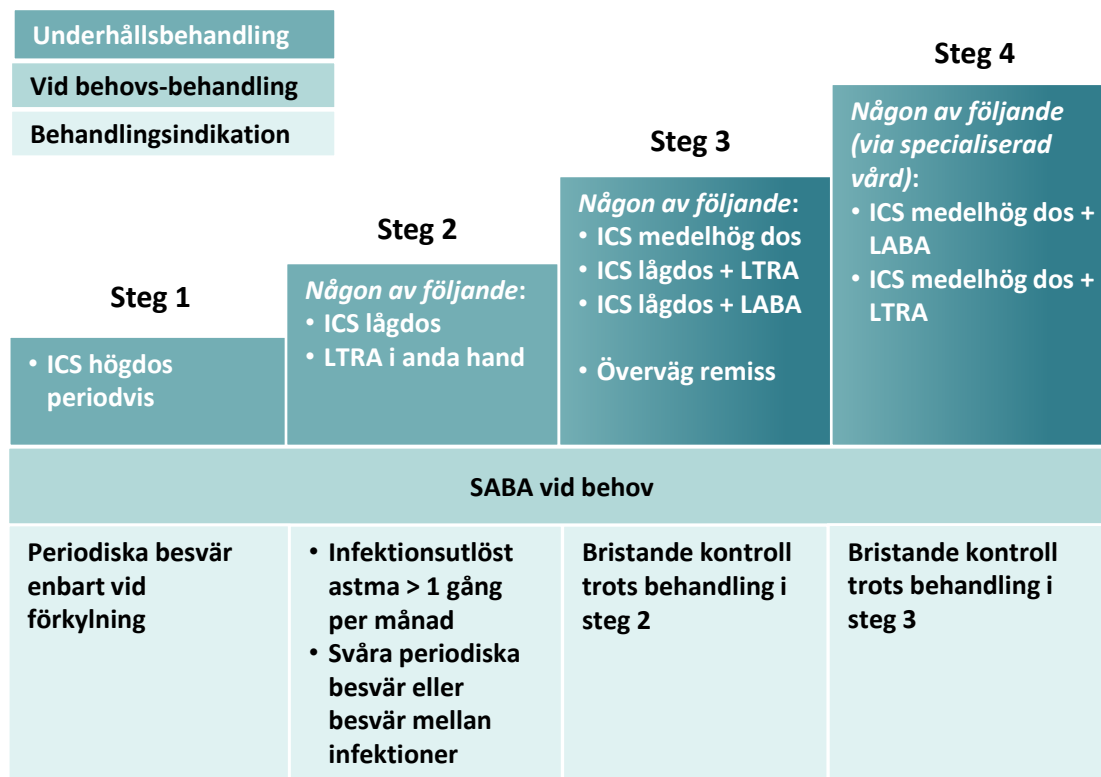 Underhållsbehandling
Vid behovs-behandling
Behandlingsindikation
Steg 1
• ICS högdos
periodvis
Steg 2
Någon av följande:
• ICS lågdos
• LTRA i anda hand
Steg 3
Någon av följande:
• ICS medelhög dos
• ICS lågdos + LTRA
• ICS lågdos + LABA
• Överväg remiss
Steg 4
Någon av följande
(via specialiserad
vård):
• ICS medelhög dos +
LABA
• ICS medelhög dos +
LTRA
SABA vid behov
Periodiska besvär
enbart vid
förkylning
• Infektionsutlöst
astma > 1 gång
per månad
• Svåra periodiska
besvär eller
besvär mellan
infektioner
Bristande kontroll
trots behandling i
steg 2
Bristande kontroll
trots behandling i
steg 3